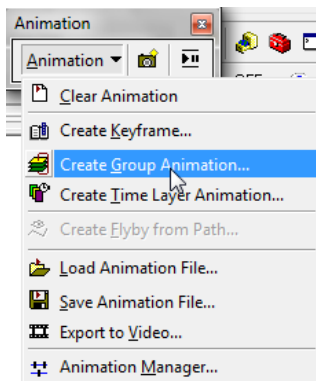 Animation
Animation
Clear Animation
Create Keyframe...
Create Group Animation...
Create Time Layer Animation...
Create Flyby from Path...
Load Animation File...
Save Animation File...
Export to Video...
Animation Manager...